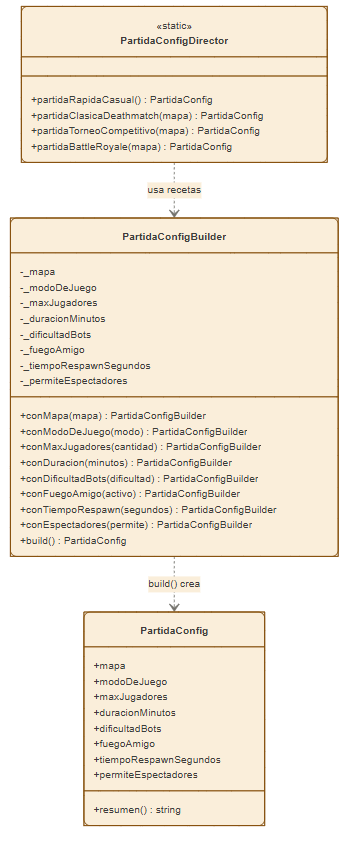 «static»
PartidaConfigDirector
+partidaRapidaCasual() : PartidaConfig
+partidaClasicaDeathmatch(mapa) : PartidaConfig
+partidaTorneoCompetitivo(mapa) : PartidaConfig
+partidaBattleRoyale(mapa) : PartidaConfig
usa recetas
PartidaConfigBuilder
-_mapa
-_modoDeJuego
-_maxJugadores
-_duracionMinutos
-_dificultadBots
-_fuegoAmigo
-_tiempoRespawnSegundos
-_permiteEspectadores
+conMapa(mapa) : PartidaConfigBuilder
+conModoDeJuego(modo) : PartidaConfigBuilder
+conMaxJugadores(cantidad) : PartidaConfigBuilder
+conDuracion(minutos) : PartidaConfigBuilder
+conDificultadBots(dificultad) : PartidaConfigBuilder
+conFuegoAmigo(activo) : PartidaConfigBuilder
+conTiempoRespawn(segundos) : PartidaConfigBuilder
+conEspectadores(permite) : PartidaConfigBuilder
+build() : PartidaConfig
build() crea
PartidaConfig
+mapa
+modoDeJuego
+maxJugadores
+duracionMinutos
+dificultadBots
+fuegoAmigo
+tiempoRespawnSegundos
+permiteEspectadores
+resumen() : string